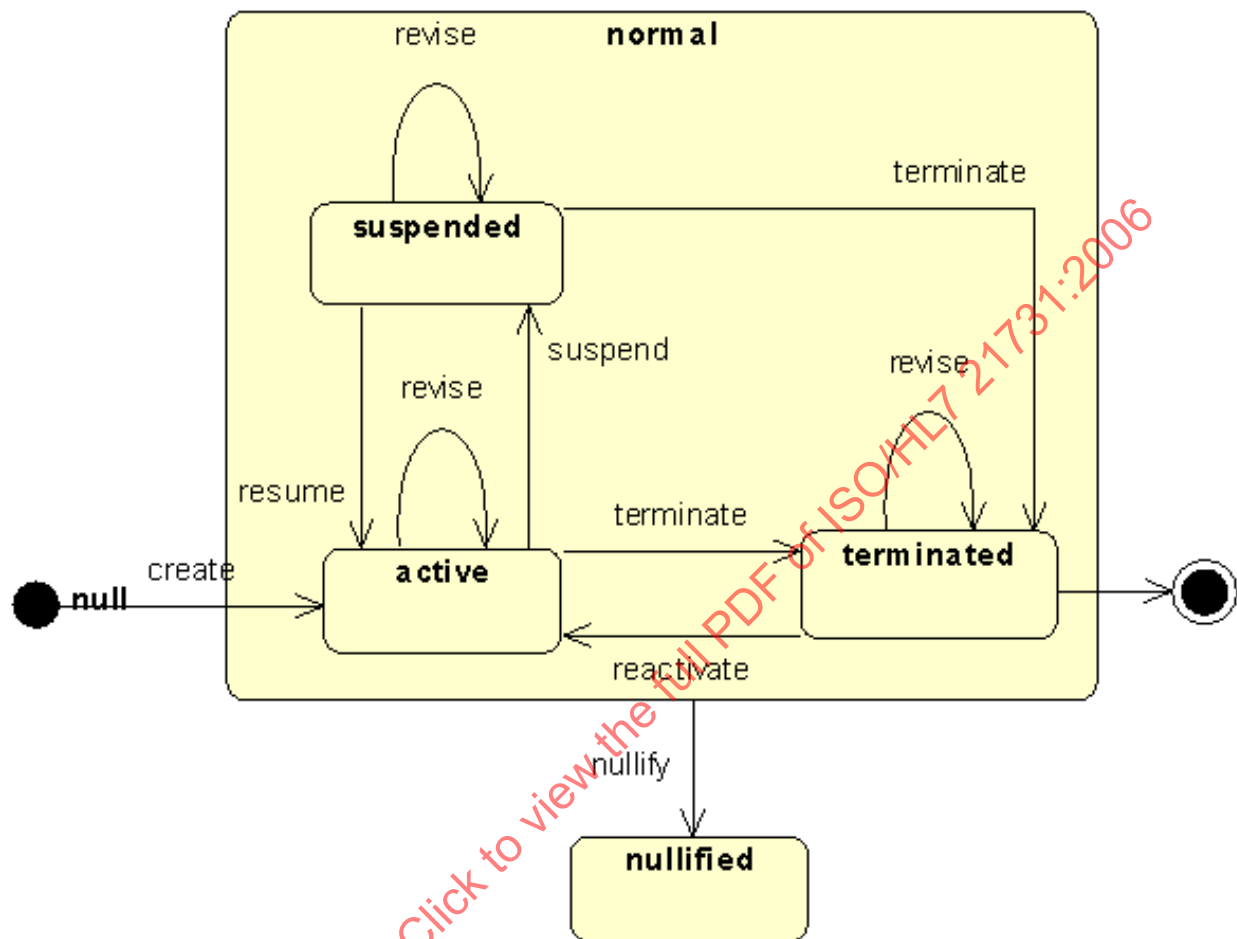 revise
normal
terminate
suspended
suspend
revise
revise
resume
terminate
terminated
active
create
null
reactivate
nullify
nullified
Click to view the full PDF of ISO/HL7 21731:2006